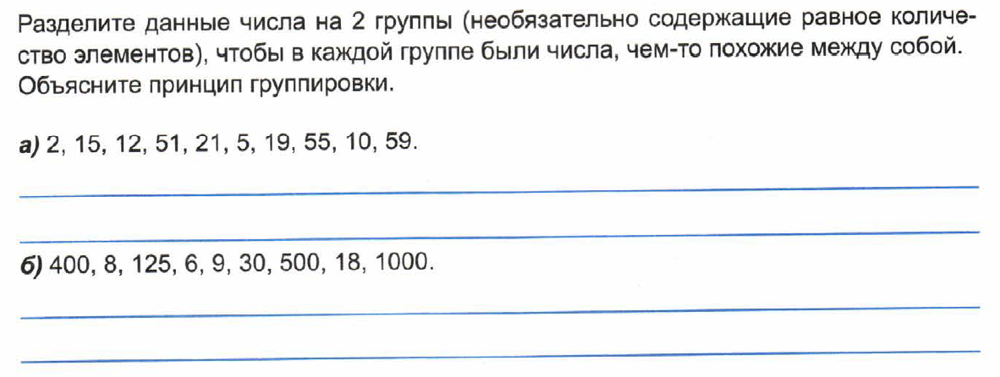 Разделите данные числа на 2 группы (необязательно содержащие равное количе-
ство элементов), чтобы в каждой группе были числа, чем-то похожие между собой.
Объясните принцип группировки.
а) 2, 15, 12, 51, 21, 5, 19, 55, 10, 59.
б) 400, 8, 125, 6, 9, 30, 500, 18, 1000.